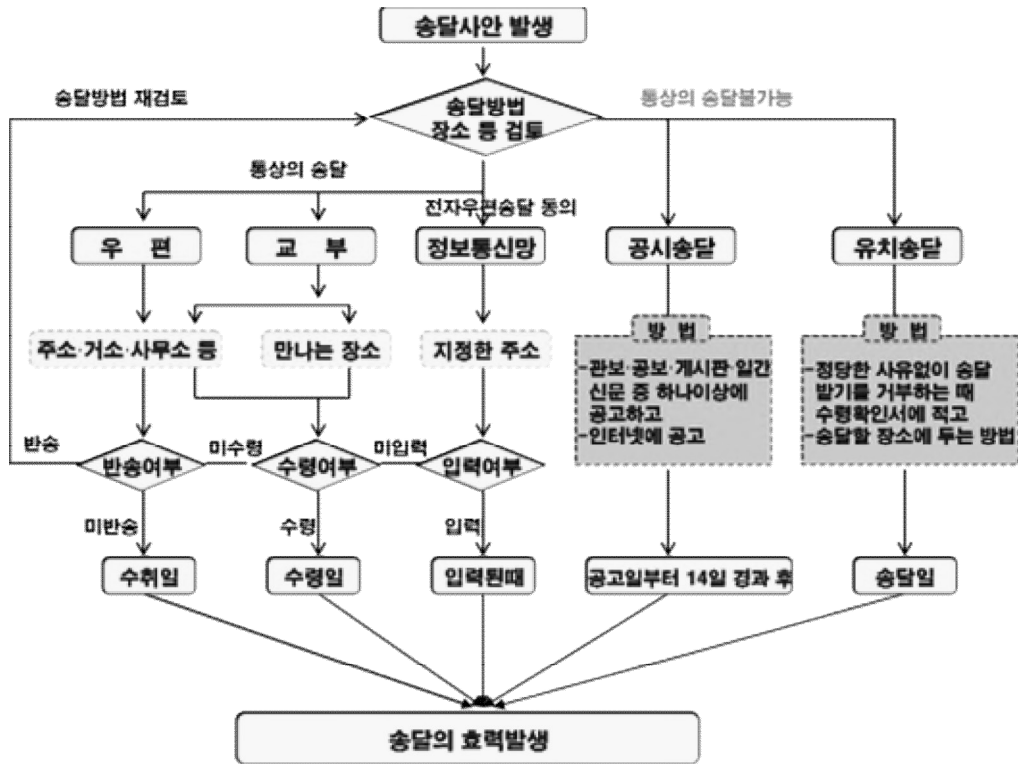 송달사안 발생
송달방법 재검토
송달방법
장소 등 검토
통상의 송달불가능
통상의 송달
전자우편송달 동의
우 편
교 부
정보통신망
공시송달
유치송달
주소·거소·사무소 등
만나는 장소
지정한 주소
방 법
-관보·공보·게시판·일간
신문 중 하나이상에
공고하고
-인터넷에 공고
방 법
-정당한 사유없이 송달
받기를 거부하는 때
수령확인서에 적고
-송달할 장소에 두는 방법
반송
반송여부
미수령
수령여부
미입력
입력여부
미반송
수령
입력
수취일
수령일
입력된때
공고일부터 14일 경과 후
송달일
송달의 효력발생